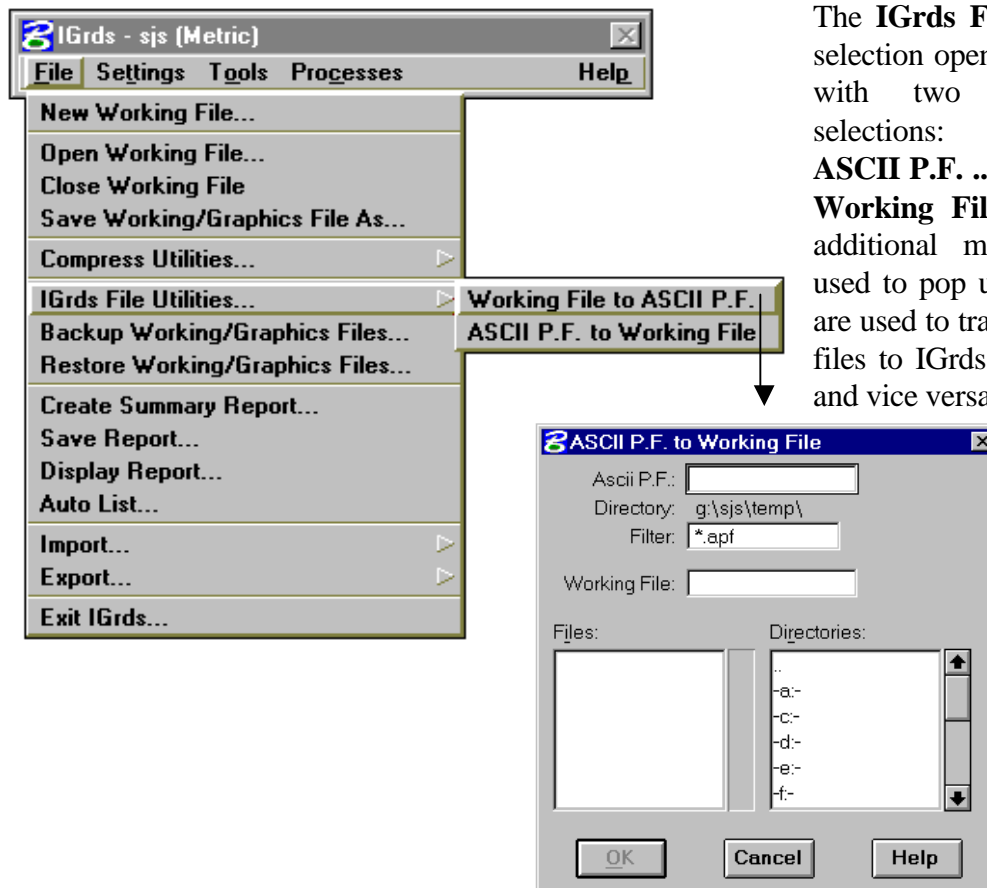 IGrds - sjs (Metric)
File Settings Tools Processes Help
New Working File...
Open Working File...
Close Working File
Save Working/Graphics File As...
Compress Utilities...
IGrds File Utilities...
Backup Working/Graphics Files...
Restore Working/Graphics Files...
Create Summary Report...
Save Report...
Display Report...
Auto List...
Import...
Export...
Exit IGrds...
Working File to ASCII P.F.
ASCII P.F. to Working File
The IGrds F
selection oper
with two
selections:
ASCII P.F. ..
Working Fil
additional m
used to pop u
are used to tra
files to IGrds
and vice versa
ASCII P.F. to Working File
Ascii P.F.:
Directory: g:\sjs\temp\
Filter: *.apf
Working File:
Files: Directories:
..
-a:-
-c:-
-d:-
-e:-
-f:-
OK Cancel Help